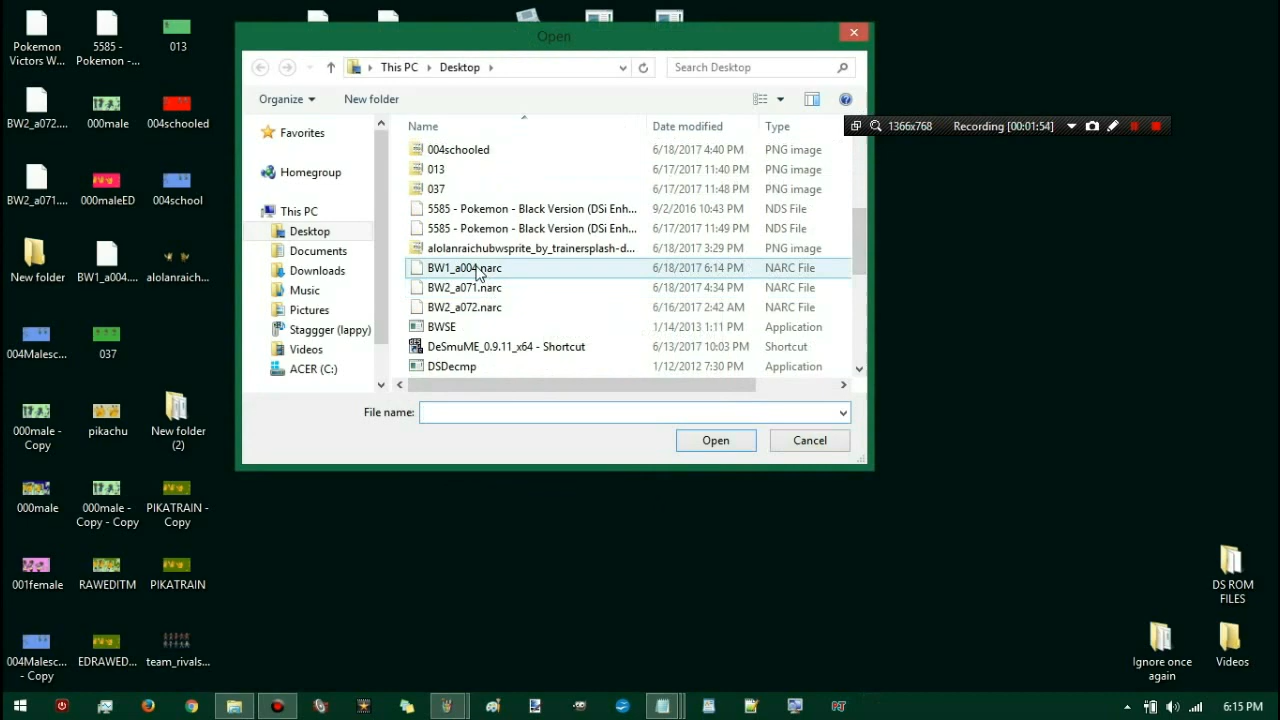 Open
This PC
Desktop
Search Desktop
Organize
New folder
Recording [00:01:54]
1366x768
Favorites
Homegroup
This PC
Desktop
Documents
Downloads
Music
Pictures
Staggger (lappy)
Videos
ACER (C:)
Name Date modified Type
004schooled 6/18/2017 4:40 PM PNG image
013 6/17/2017 11:40 PM PNG image
037 6/17/2017 11:48 PM PNG image
5585 - Pokemon - Black Version (DSi Enh... 9/2/2016 10:43 PM NDS File
5585 - Pokemon - Black Version (DSi Enh... 6/17/2017 11:49 PM NDS File
alolanraichubwsprite_by_trainersplash-d... 6/18/2017 3:29 PM PNG image
BW1_a004.narc 6/18/2017 6:14 PM NARC File
BW2_a071.narc 6/18/2017 4:34 PM NARC File
BW2_a072.narc 6/16/2017 2:42 AM NARC File
BWSE 1/14/2013 1:11 PM Application
DeSmuME_0.9.11_x64 - Shortcut 6/13/2017 10:03 PM Shortcut
DSDecmp 1/12/2012 7:30 PM Application
File name:
Open
Cancel
Pokemon
Victors W...
5585 -
Pokemon -...
013
BW2_a072....
000male
004schooled
BW2_a071....
000maleED
004school
New folder
BW1_a004....
alolanraich...
004Malesc...
037
000male -
Copy
pikachu
New folder
(2)
000male
000male -
Copy - Copy
PIKATRAIN -
Copy
001female
RAWEDITM
PIKATRAIN
004Malesc...
- Copy
EDRAWED...
team_rivals...
DS ROM
FILES
Ignore once
again
Videos
6:15 PM